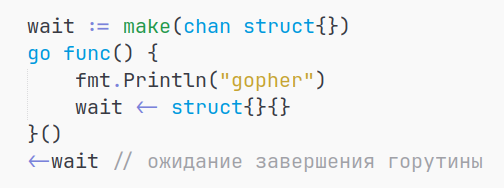 wait := make(chan struct{})
go func() {
    fmt.Println("gopher")
    wait <- struct{}{}
}()
<-wait // ожидание завершения горутины